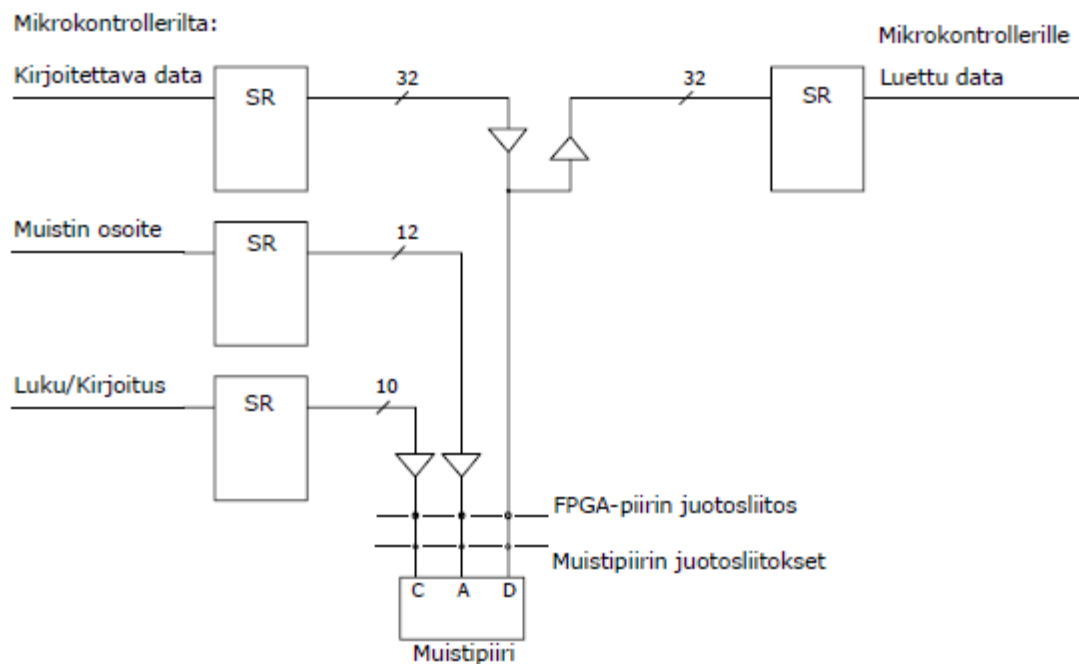 Mikrokontrollerilta:
Mikrokontrollerille
Kirjoitettava data
SR
32
32
SR
Luettu data
Muistin osoite
SR
12
Luku/Kirjoitus
SR
10
FPGA-piirin juotosliitos
Muistipiirin juotosliitokset
C A D
Muistipiiri